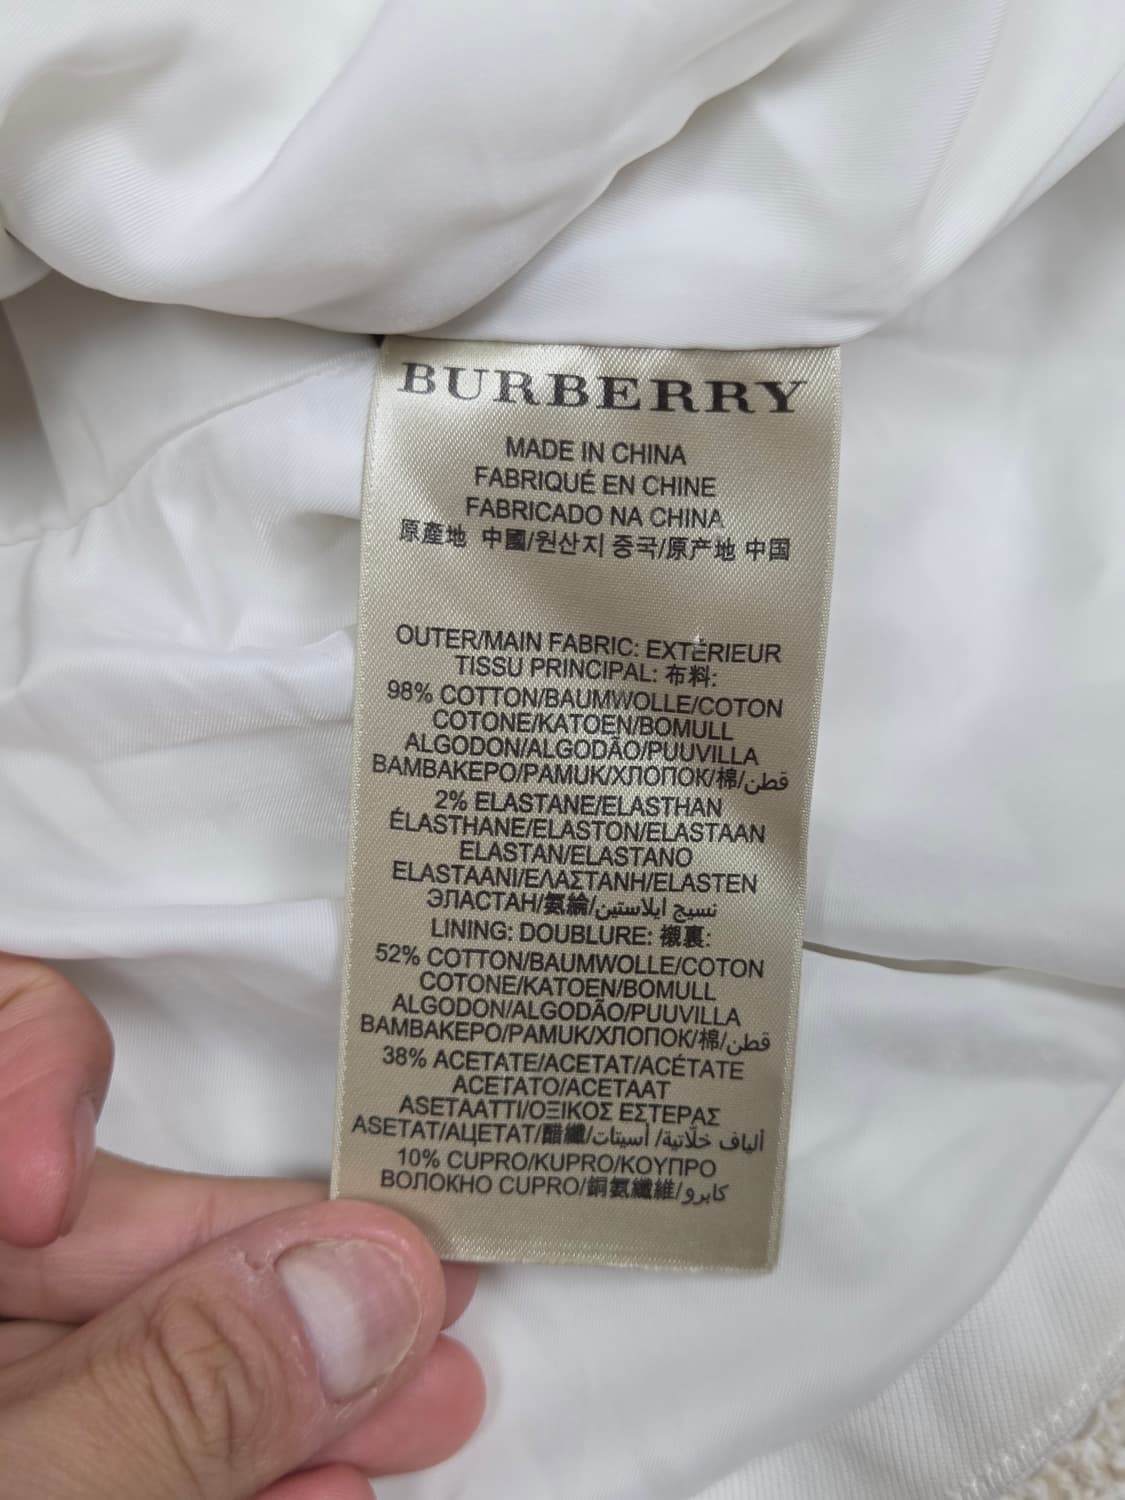 BURBERRY
MADE IN CHINA
FABRIQUÉ EN CHINE
FABRICADO NA CHINA
原產地 中國/원산지 중국/原产地 中国
OUTER/MAIN FABRIC: EXTÉRIEUR
TISSU PRINCIPAL: 布料:
98% COTTON/BAUMWOLLE/COTON
COTONE/KATOEN/BOMULL
ALGODON/ALGODÃO/PUUVILLA
ΒΑΜΒΑΚΕΡΟ/PAMUK/ХЛОПОК/棉/قطن
2% ELASTANE/ELASTHAN
ÉLASTHANE/ELASTON/ELASTAAN
ELASTAN/ELASTANO
ELASTAANI/ΕΛΑΣΤΑΝΗ/ELASTEN
ЭЛАСТАН/氨綸/نسيج ايلاستين
LINING: DOUBLURE: 襯裏:
52% COTTON/BAUMWOLLE/COTON
COTONE/KATOEN/BOMULL
ALGODON/ALGODÃO/PUUVILLA
ΒΑΜΒΑΚΕΡΟ/PAMUK/ХЛОПОК/棉/قطن
38% ACETATE/ACETAT/ACÉTATE
ACETATO/ACETAAT
ASETAATTI/ΟΞΙΚΟΣ ΕΣΤΕΡΑΣ
ASETAT/АЦЕТАТ/醋纖/ألياف خلّاتية/ أسيتات
10% CUPRO/KUPRO/ΚΟΥΠΡΟ
ВОЛОКНО CUPRO/銅氨纖維/كابرو